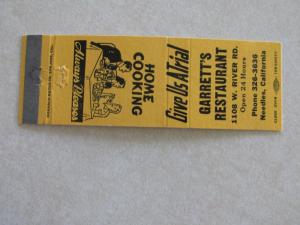 Always Pleases
HOME
COOKING
Give Us A Trial
GARRETT'S
RESTAURANT
1108 W. RIVER RD.
Open 24 Hours
Phone 326-3636
Needles, California